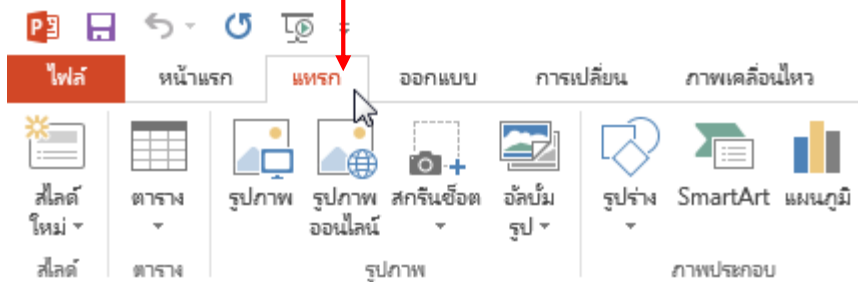 ไฟล์ หน้าแรก แทรก ออกแบบ การเปลี่ยน ภาพเคลื่อนไหว
สไลด์ ตาราง รูปภาพ รูปภาพ สกรีนช็อต อัลบั้ม รูปร่าง SmartArt แผนภูมิ
ใหม่ ออนไลน์ รูป
สไลด์ ตาราง รูปภาพ ภาพประกอบ